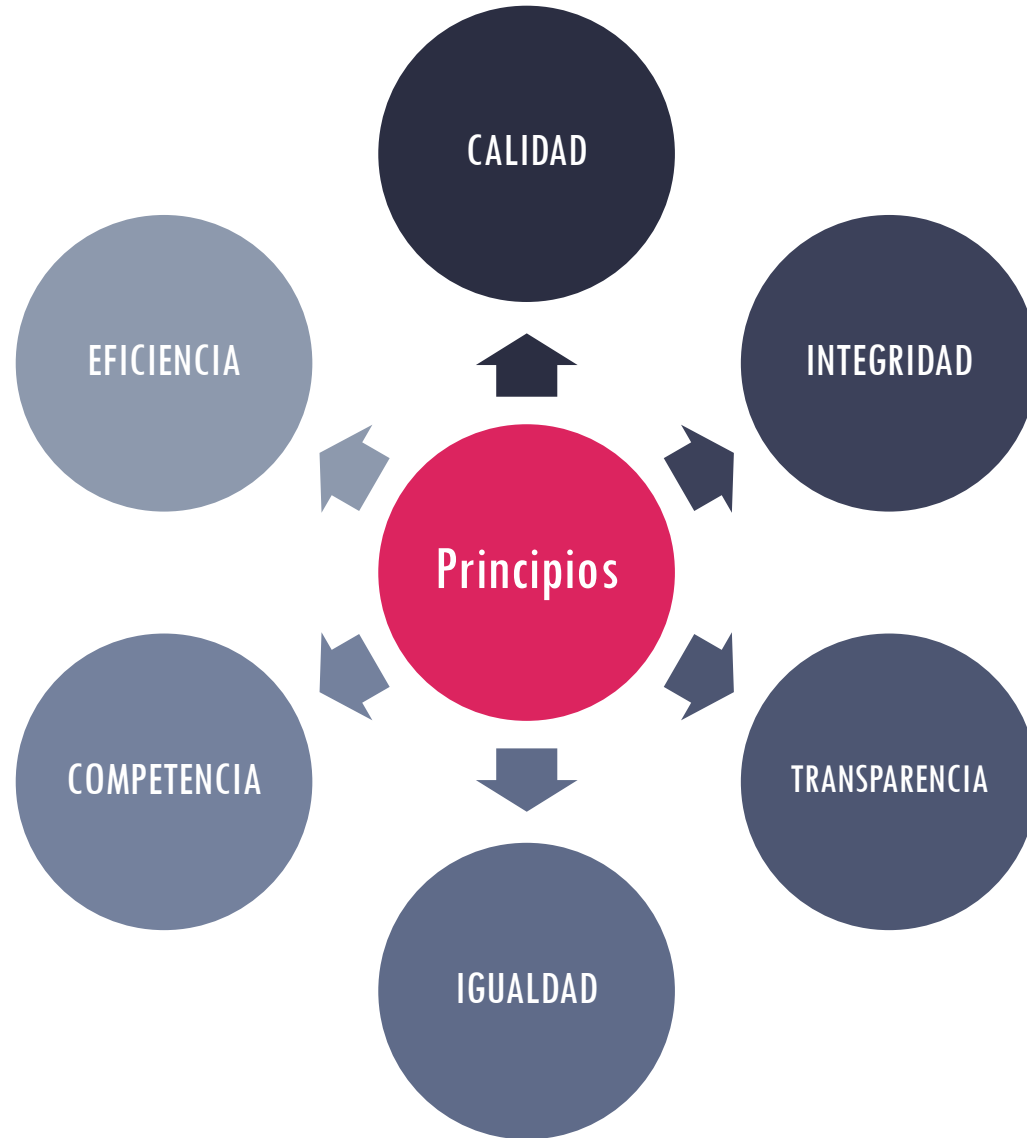 CALIDAD
EFICIENCIA
INTEGRIDAD
Principios
COMPETENCIA
TRANSPARENCIA
IGUALDAD